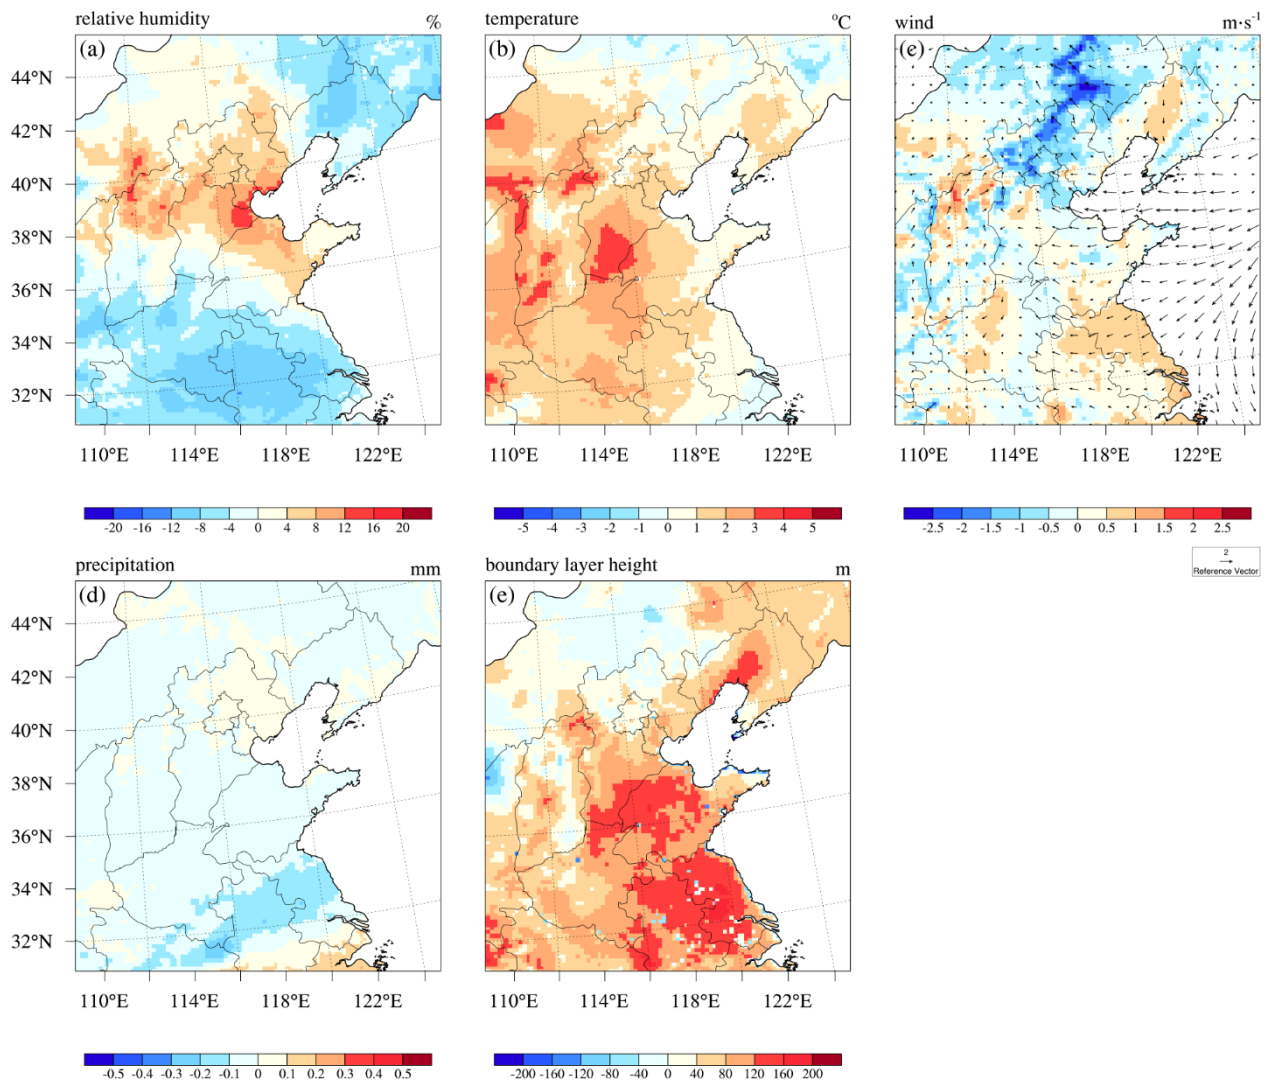 relative humidity %
(a)
44°N
42°N
40°N
38°N
36°N
34°N
32°N
110°E 114°E 118°E 122°E
-20 -16 -12 -8 -4 0 4 8 12 16 20
temperature °C
(b)
110°E 114°E 118°E 122°E
-5 -4 -3 -2 -1 0 1 2 3 4 5
wind m·s-1
(e)
110°E 114°E 118°E 122°E
-2.5 -2 -1.5 -1 -0.5 0 0.5 1 1.5 2 2.5
2
Reference Vector
precipitation mm
(d)
44°N
42°N
40°N
38°N
36°N
34°N
32°N
110°E 114°E 118°E 122°E
-0.5 -0.4 -0.3 -0.2 -0.1 0 0.1 0.2 0.3 0.4 0.5
boundary layer height m
(e)
110°E 114°E 118°E 122°E
-200 -160 -120 -80 -40 0 40 80 120 160 200